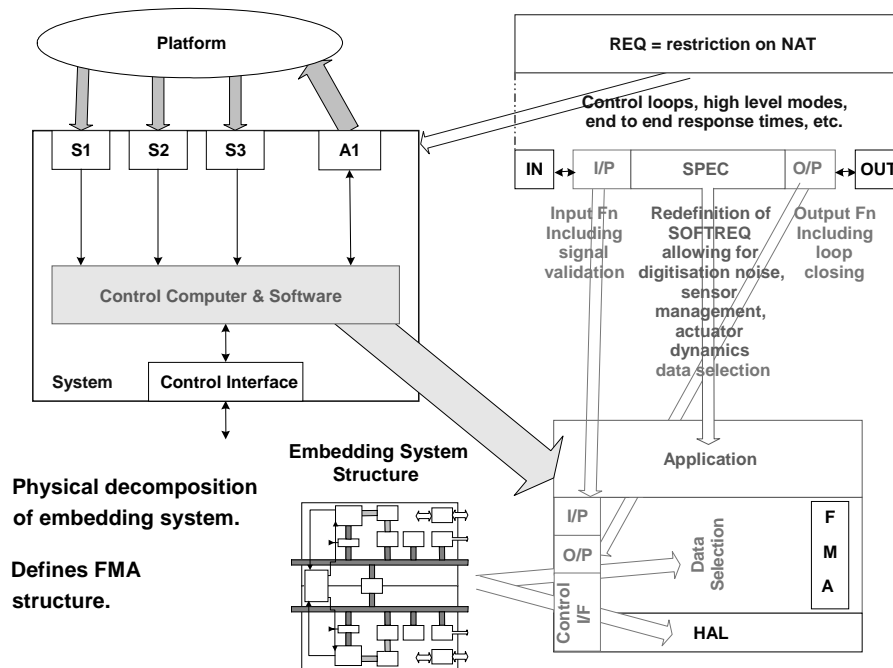 Platform
S1
S2
S3
A1
Control Computer & Software
System
Control Interface
REQ = restriction on NAT
Control loops, high level modes,
end to end response times, etc.
IN
I/P
SPEC
O/P
OUT
Input Fn
Including
signal
validation
Redefinition of
SOFTREQ
allowing for
digitisation noise,
sensor
management,
actuator
dynamics
data selection
Output Fn
Including
loop
closing
Physical decomposition
of embedding system.
Defines FMA
structure.
Embedding System
Structure
Application
I/P
O/P
Control
I/F
Data
Selection
F
M
A
HAL